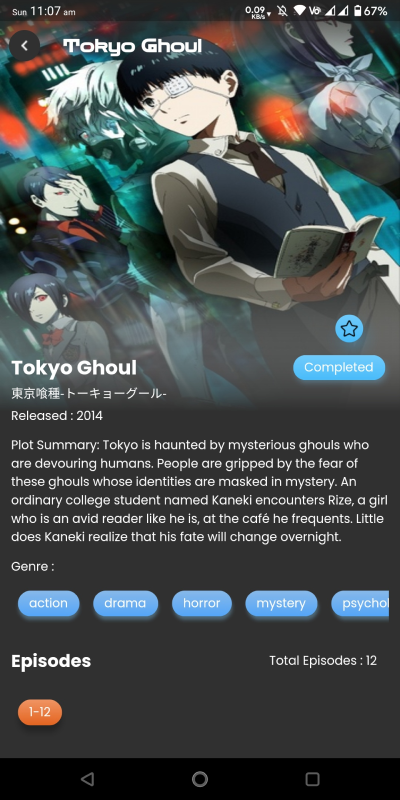 Sun 11:07 am
0.09 KB/s Vo 67%
Tokyo Ghoul
Tokyo Ghoul
Completed
東京喰種-トーキョーグール-
Released : 2014
Plot Summary: Tokyo is haunted by mysterious ghouls who
are devouring humans. People are gripped by the fear of
these ghouls whose identities are masked in mystery. An
ordinary college student named Kaneki encounters Rize, a girl
who is an avid reader like he is, at the café he frequents. Little
does Kaneki realize that his fate will change overnight.
Genre :
action drama horror mystery psychol
Episodes
Total Episodes : 12
1-12